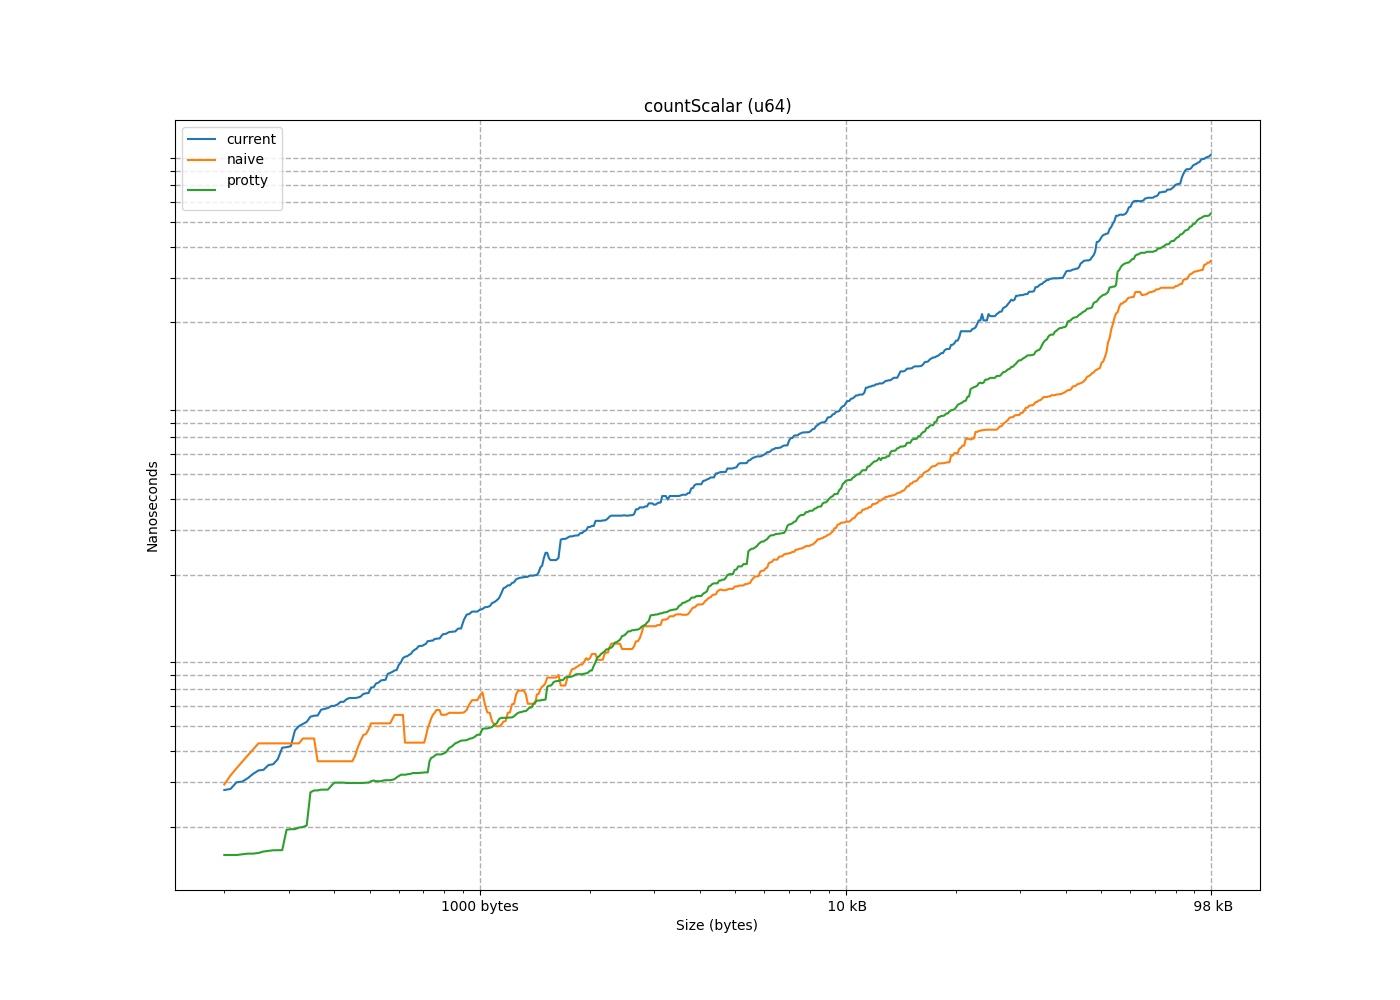 countScalar (u64)
current
naive
protty
Nanoseconds
1000 bytes
10 kB
98 kB
Size (bytes)